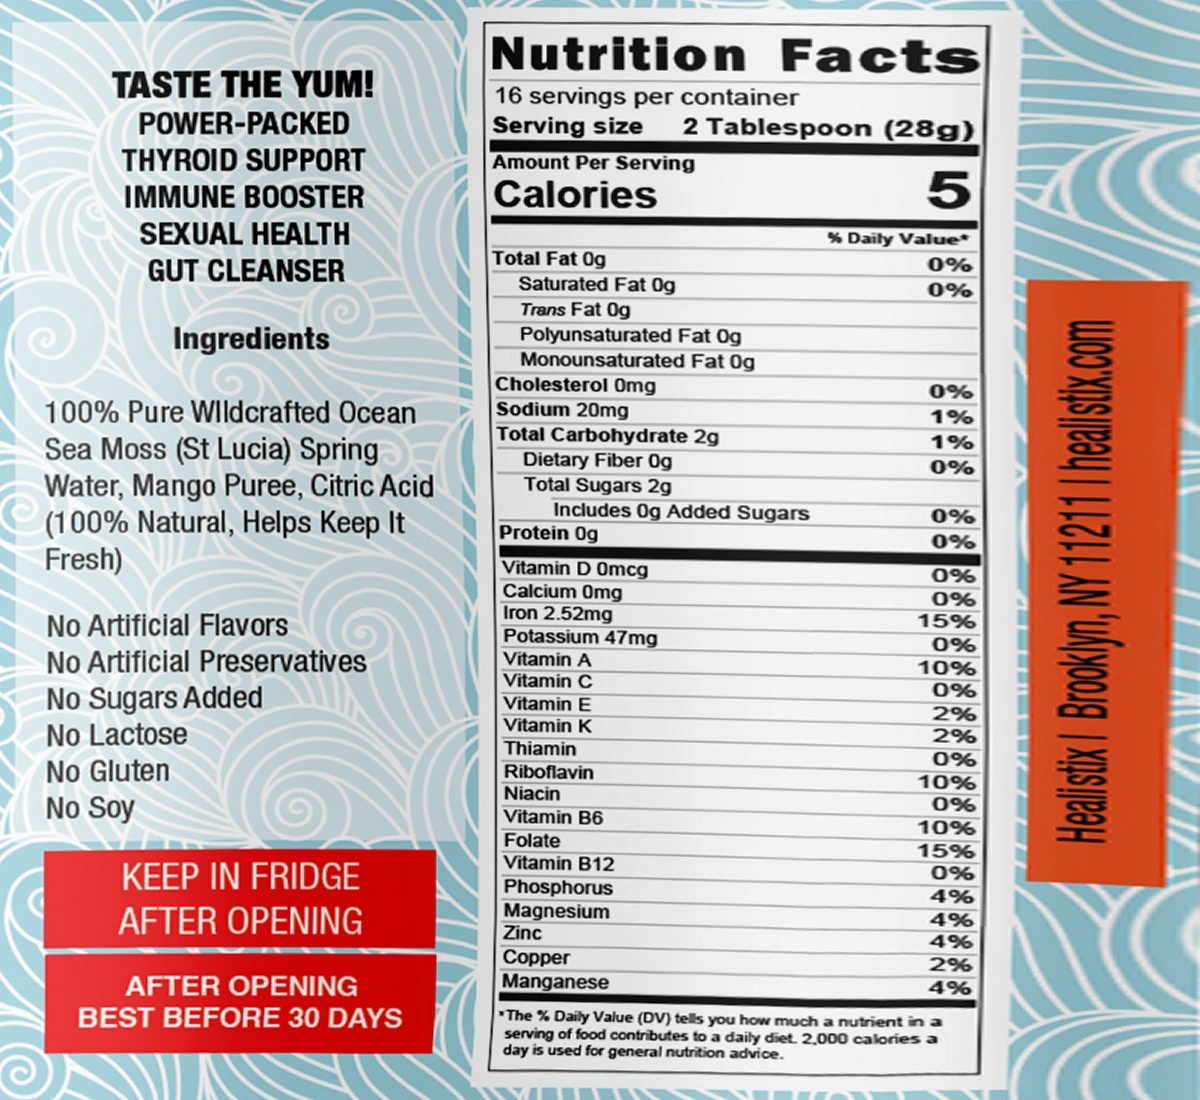 TASTE THE YUM!
POWER-PACKED
THYROID SUPPORT
IMMUNE BOOSTER
SEXUAL HEALTH
GUT CLEANSER
Ingredients
100% Pure WIldcrafted Ocean
Sea Moss (St Lucia) Spring
Water, Mango Puree, Citric Acid
(100% Natural, Helps Keep It
Fresh)
No Artificial Flavors
No Artificial Preservatives
No Sugars Added
No Lactose
No Gluten
No Soy
KEEP IN FRIDGE
AFTER OPENING
AFTER OPENING
BEST BEFORE 30 DAYS
Nutrition Facts
16 servings per container
Serving size 2 Tablespoon (28g)
Amount Per Serving
Calories 5
% Daily Value*
Total Fat 0g 0%
Saturated Fat 0g 0%
Trans Fat 0g
Polyunsaturated Fat 0g
Monounsaturated Fat 0g
Cholesterol 0mg 0%
Sodium 20mg 1%
Total Carbohydrate 2g 1%
Dietary Fiber 0g 0%
Total Sugars 2g
Includes 0g Added Sugars 0%
Protein 0g 0%
Vitamin D 0mcg 0%
Calcium 0mg 0%
Iron 2.52mg 15%
Potassium 47mg 0%
Vitamin A 10%
Vitamin C 0%
Vitamin E 2%
Vitamin K 2%
Thiamin 0%
Riboflavin 10%
Niacin 0%
Vitamin B6 10%
Folate 15%
Vitamin B12 0%
Phosphorus 4%
Magnesium 4%
Zinc 4%
Copper 2%
Manganese 4%
*The % Daily Value (DV) tells you how much a nutrient in a
serving of food contributes to a daily diet. 2,000 calories a
day is used for general nutrition advice.
Healistix | Brooklyn, NY 11211 | healistix.com